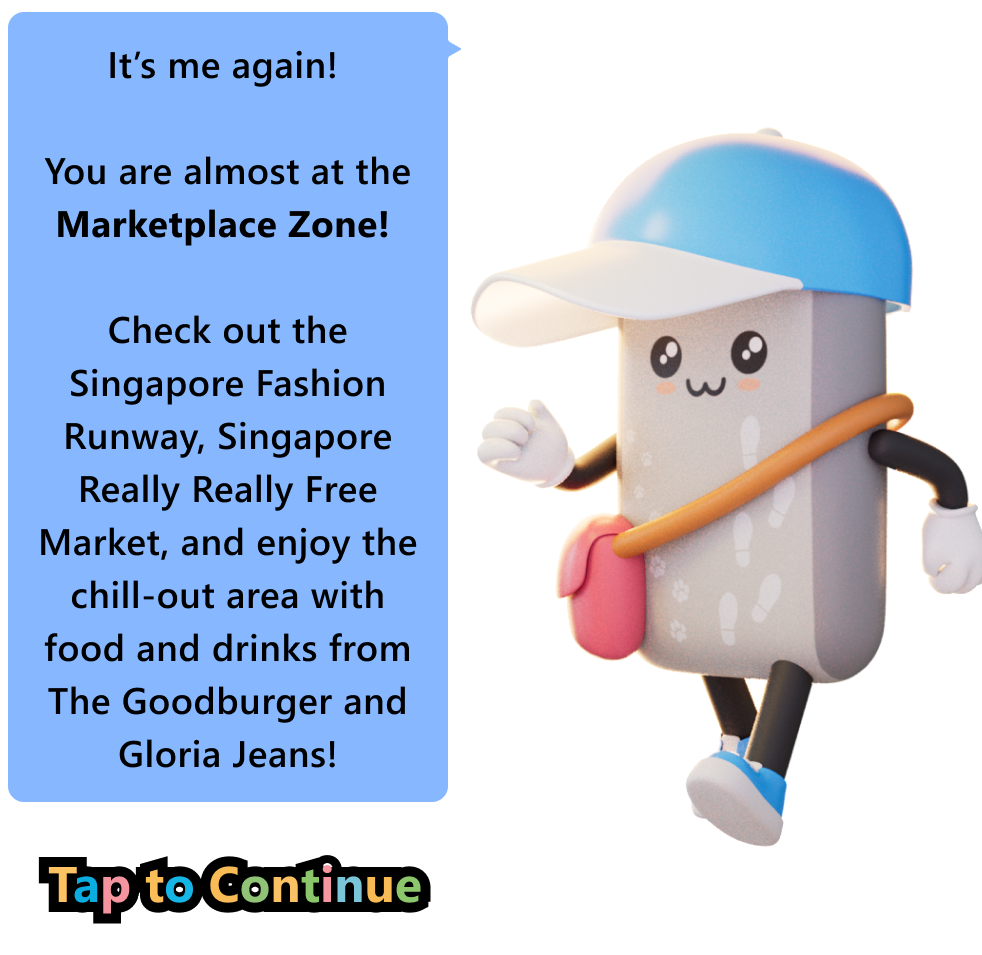 It’s me again!
You are almost at the
Marketplace Zone!
Check out the
Singapore Fashion
Runway, Singapore
Really Really Free
Market, and enjoy the
chill-out area with
food and drinks from
The Goodburger and
Gloria Jeans!
Tap to Continue